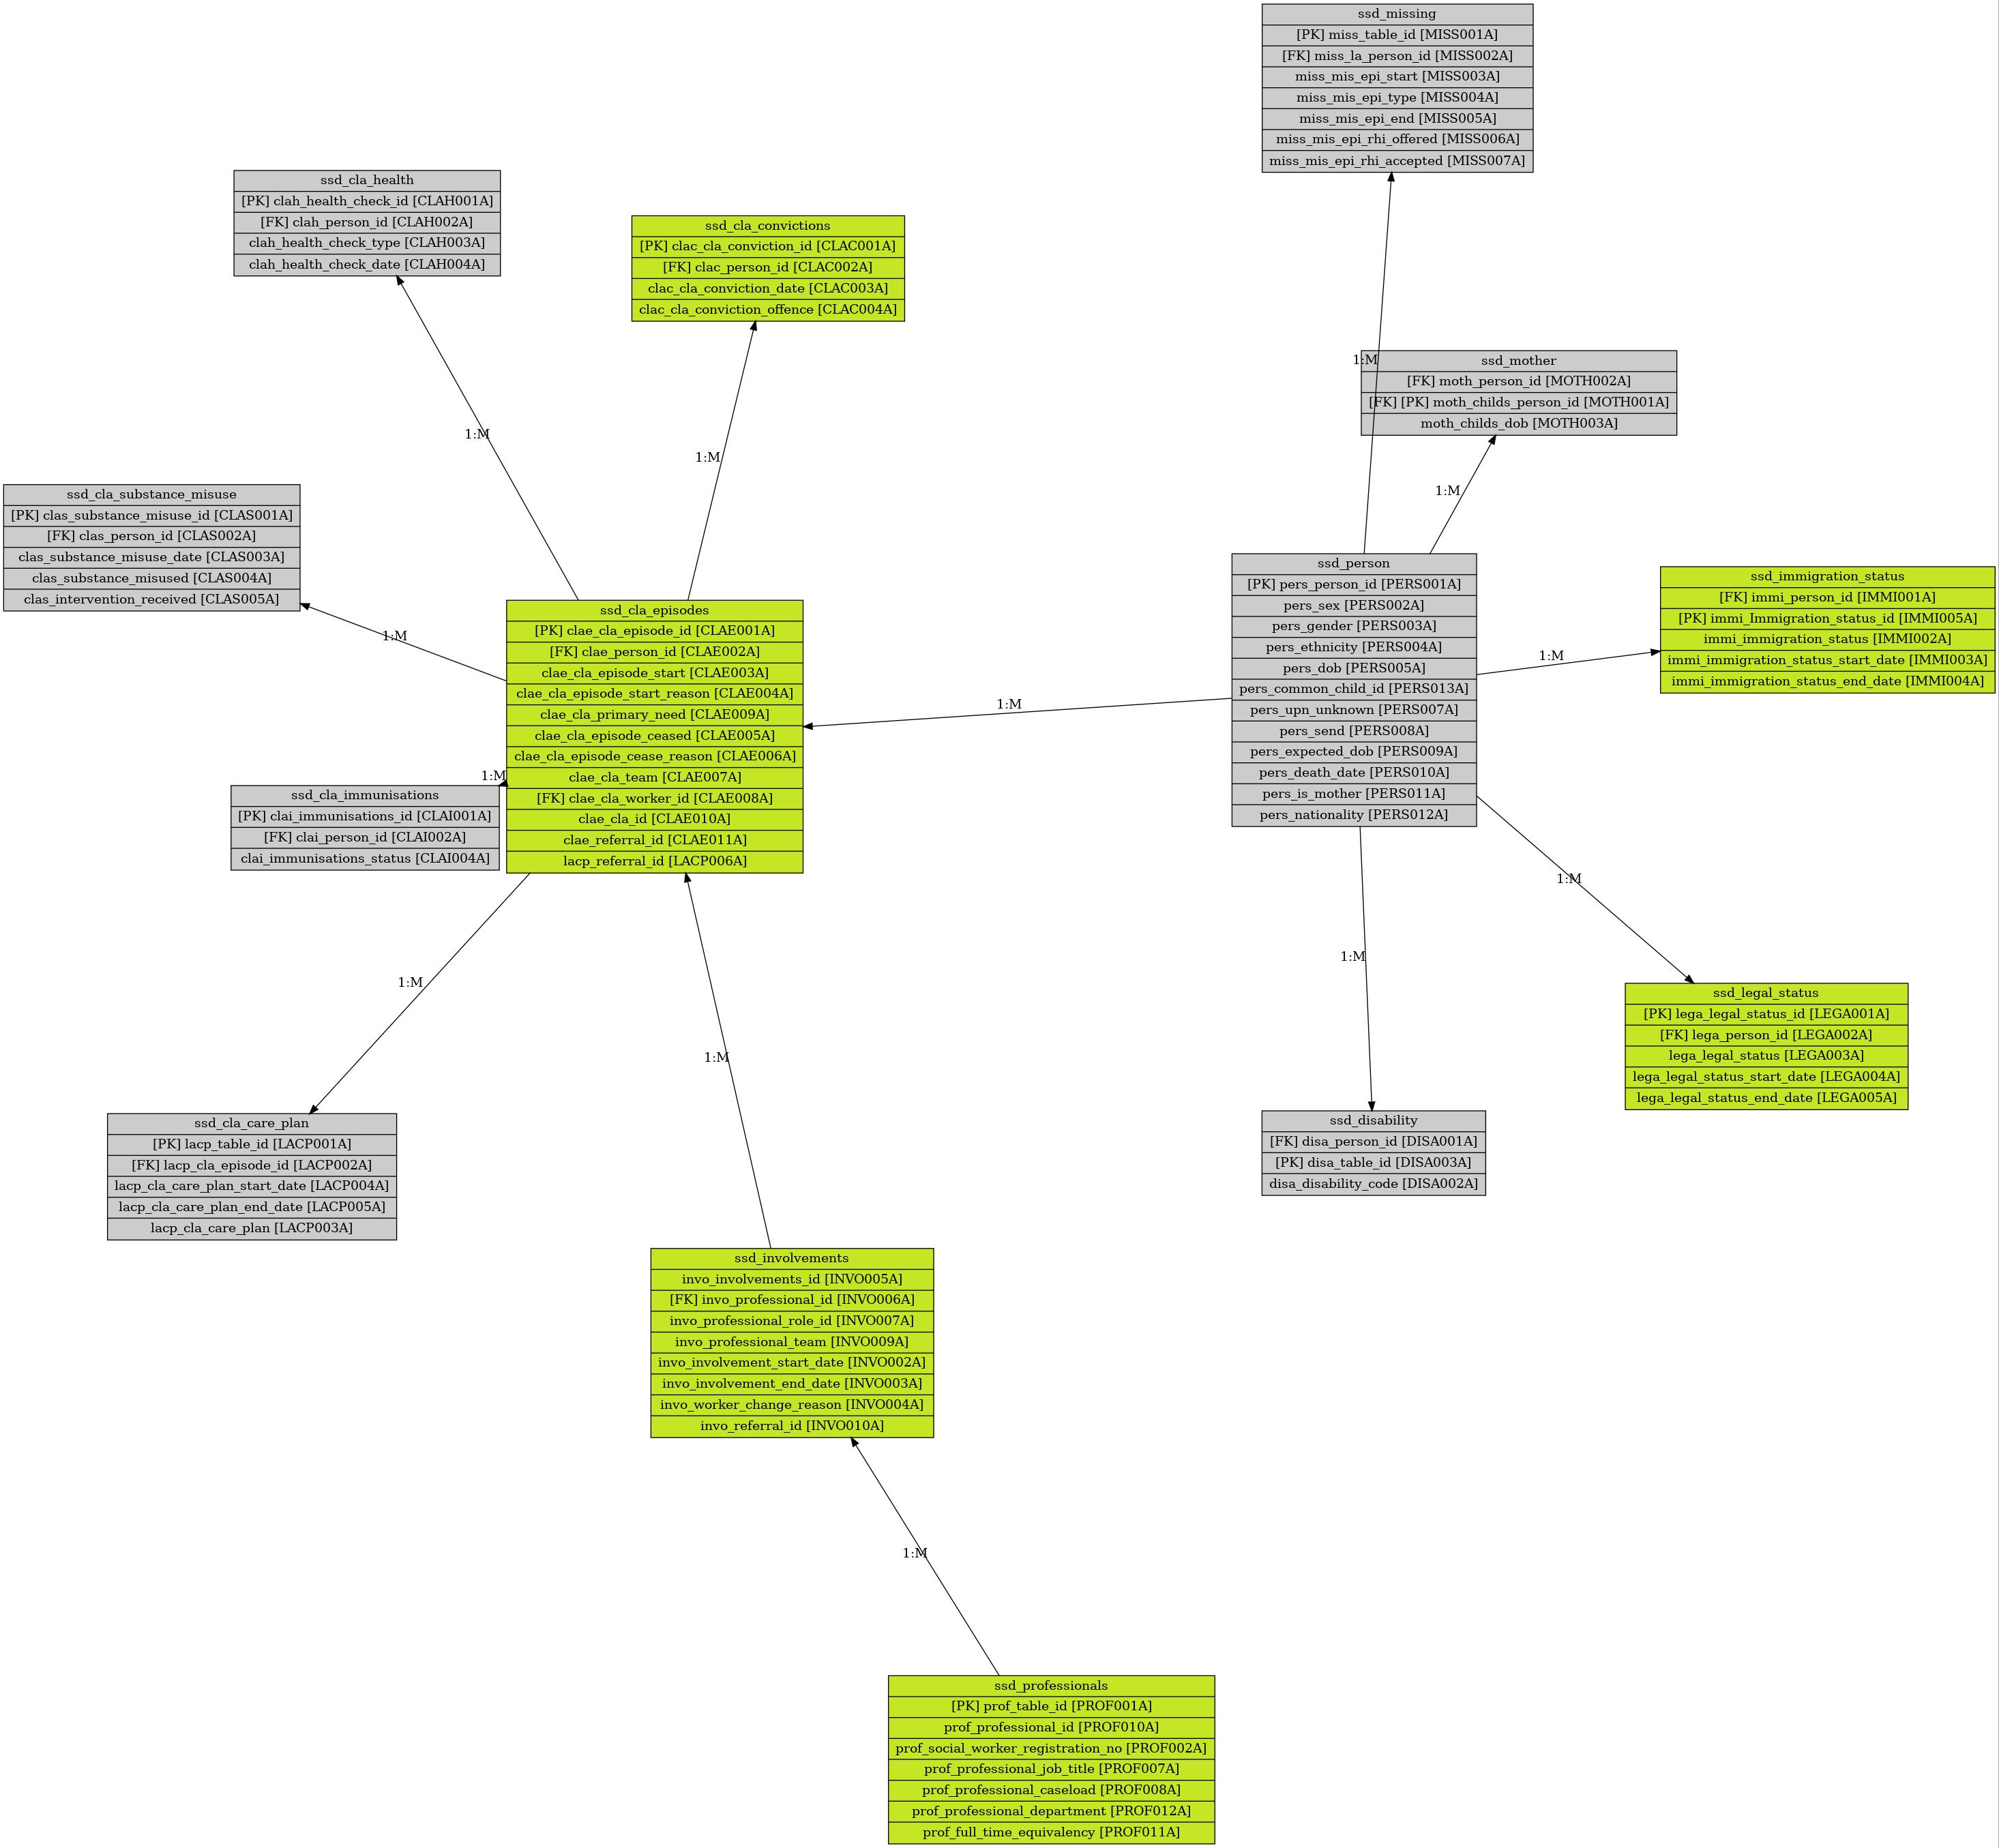 ssd_missing
[PK] miss_table_id [MISS001A]
[FK] miss_la_person_id [MISS002A]
miss_mis_epi_start [MISS003A]
miss_mis_epi_type [MISS004A]
miss_mis_epi_end [MISS005A]
miss_mis_epi_rhi_offered [MISS006A]
miss_mis_epi_rhi_accepted [MISS007A]
ssd_cla_health
[PK] clah_health_check_id [CLAH001A]
[FK] clah_person_id [CLAH002A]
clah_health_check_type [CLAH003A]
clah_health_check_date [CLAH004A]
ssd_cla_convictions
[PK] clac_cla_conviction_id [CLAC001A]
[FK] clac_person_id [CLAC002A]
clac_cla_conviction_date [CLAC003A]
clac_cla_conviction_offence [CLAC004A]
1:M
ssd_mother
[FK] moth_person_id [MOTH002A]
[FK] [PK] moth_childs_person_id [MOTH001A]
moth_childs_dob [MOTH003A]
1:M
1:M
1:M
ssd_cla_substance_misuse
[PK] clas_substance_misuse_id [CLAS001A]
[FK] clas_person_id [CLAS002A]
clas_substance_misuse_date [CLAS003A]
clas_substance_misused [CLAS004A]
clas_intervention_received [CLAS005A]
1:M
ssd_cla_episodes
[PK] clae_cla_episode_id [CLAE001A]
[FK] clae_person_id [CLAE002A]
clae_cla_episode_start [CLAE003A]
clae_cla_episode_start_reason [CLAE004A]
clae_cla_primary_need [CLAE009A]
clae_cla_episode_ceased [CLAE005A]
clae_cla_episode_cease_reason [CLAE006A]
clae_cla_team [CLAE007A]
[FK] clae_cla_worker_id [CLAE008A]
clae_cla_id [CLAE010A]
clae_referral_id [CLAE011A]
lacp_referral_id [LACP006A]
1:M
ssd_person
[PK] pers_person_id [PERS001A]
pers_sex [PERS002A]
pers_gender [PERS003A]
pers_ethnicity [PERS004A]
pers_dob [PERS005A]
pers_common_child_id [PERS013A]
pers_upn_unknown [PERS007A]
pers_send [PERS008A]
pers_expected_dob [PERS009A]
pers_death_date [PERS010A]
pers_is_mother [PERS011A]
pers_nationality [PERS012A]
1:M
ssd_immigration_status
[FK] immi_person_id [IMMI001A]
[PK] immi_Immigration_status_id [IMMI005A]
immi_immigration_status [IMMI002A]
immi_immigration_status_start_date [IMMI003A]
immi_immigration_status_end_date [IMMI004A]
1:M
ssd_cla_immunisations
[PK] clai_immunisations_id [CLAI001A]
[FK] clai_person_id [CLAI002A]
clai_immunisations_status [CLAI004A]
1:M
1:M
1:M
ssd_legal_status
[PK] lega_legal_status_id [LEGA001A]
[FK] lega_person_id [LEGA002A]
lega_legal_status [LEGA003A]
lega_legal_status_start_date [LEGA004A]
lega_legal_status_end_date [LEGA005A]
1:M
ssd_cla_care_plan
[PK] lacp_table_id [LACP001A]
[FK] lacp_cla_episode_id [LACP002A]
lacp_cla_care_plan_start_date [LACP004A]
lacp_cla_care_plan_end_date [LACP005A]
lacp_cla_care_plan [LACP003A]
ssd_disability
[FK] disa_person_id [DISA001A]
[PK] disa_table_id [DISA003A]
disa_disability_code [DISA002A]
ssd_involvements
invo_involvements_id [INVO005A]
[FK] invo_professional_id [INVO006A]
invo_professional_role_id [INVO007A]
invo_professional_team [INVO009A]
invo_involvement_start_date [INVO002A]
invo_involvement_end_date [INVO003A]
invo_worker_change_reason [INVO004A]
invo_referral_id [INVO010A]
1:M
ssd_professionals
[PK] prof_table_id [PROF001A]
prof_professional_id [PROF010A]
prof_social_worker_registration_no [PROF002A]
prof_professional_job_title [PROF007A]
prof_professional_caseload [PROF008A]
prof_professional_department [PROF012A]
prof_full_time_equivalency [PROF011A]